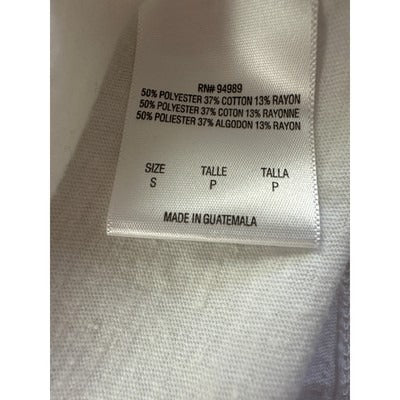 RN# 94989
50% POLYESTER 37% COTTON 13% RAYON
50% POLYESTER 37% COTON 13% RAYONNE
50% POLIESTER 37% ALGODON 13% RAYON
SIZE TALLE TALLA
S P P
MADE IN GUATEMALA